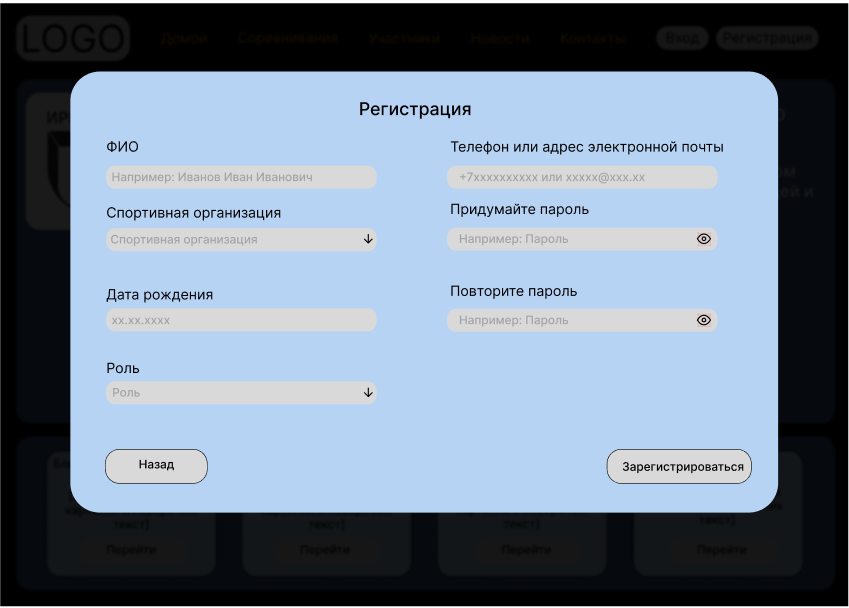 LOGO
Домой Соревнования Участники Новости Контакты Вход Регистрация
Регистрация
ФИО
Например: Иванов Иван Иванович
Спортивная организация
Спортивная организация
Дата рождения
xx.xx.xxxx
Роль
Роль
Телефон или адрес электронной почты
+7xxxxxxxxxx или xxxxx@xxx.xx
Придумайте пароль
Например: Пароль
Повторите пароль
Например: Пароль
Назад
Зарегистрироваться
текст] текст] текст] текст]
Перейти Перейти Перейти Перейти